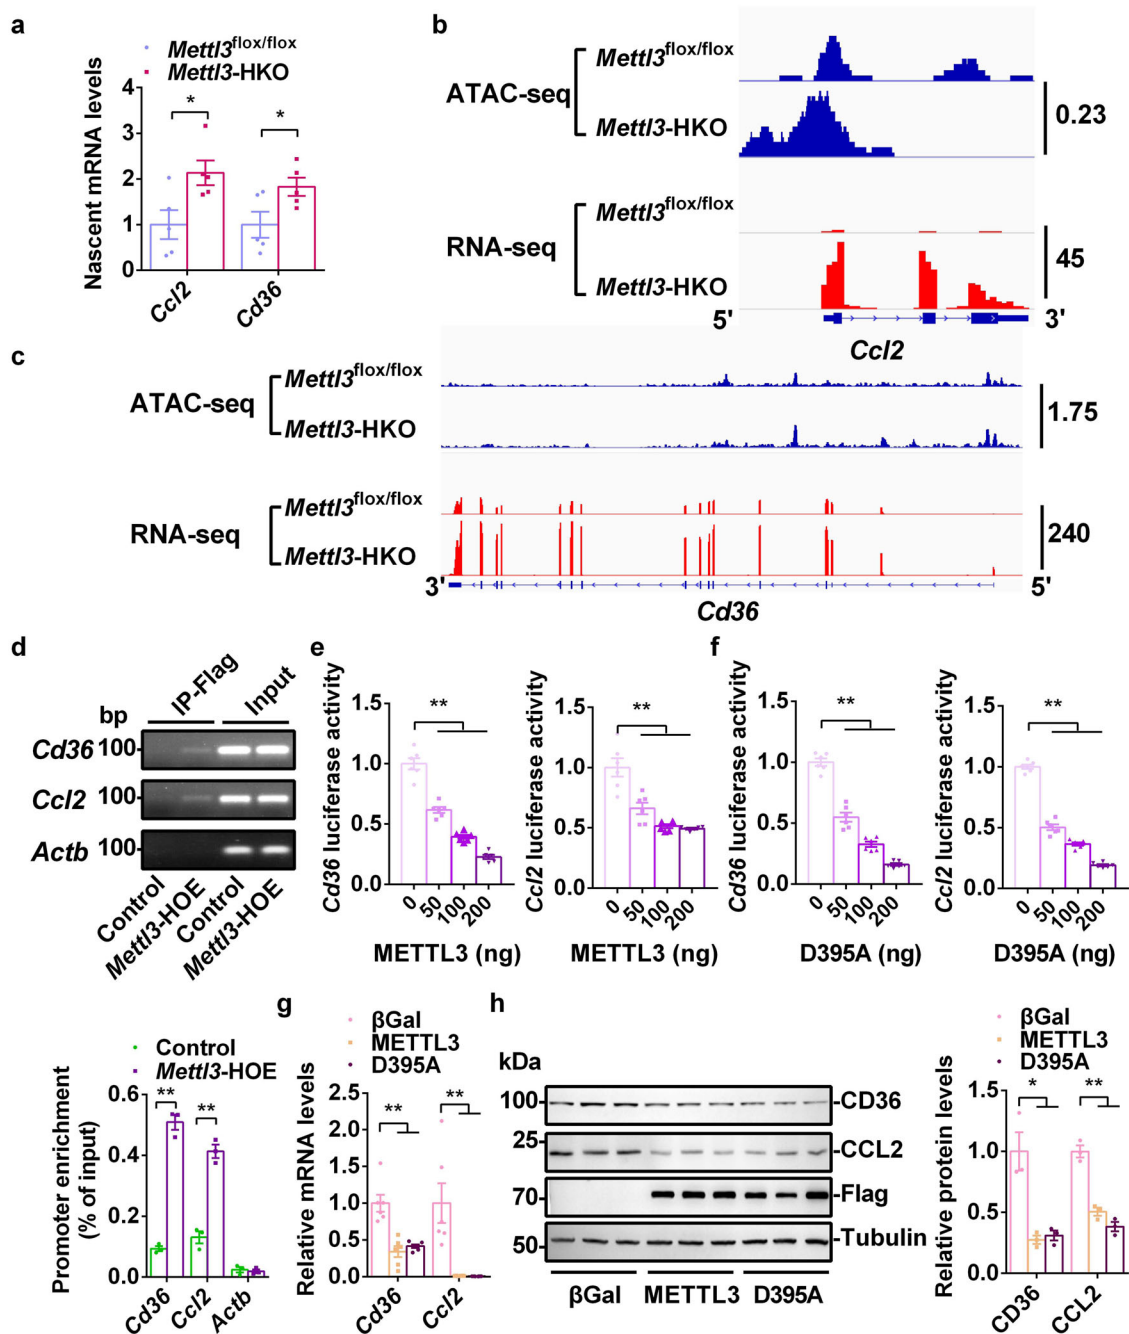 a
Mettl3flox/flox
Mettl3-HKO
Nascent mRNA levels
4
3
2
1
0
*
*
Ccl2
Cd36
b
ATAC-seq
Mettl3flox/flox
Mettl3-HKO
0.23
RNA-seq
Mettl3flox/flox
Mettl3-HKO
45
5'
3'
Ccl2
c
ATAC-seq
Mettl3flox/flox
Mettl3-HKO
1.75
RNA-seq
Mettl3flox/flox
Mettl3-HKO
240
3'
5'
Cd36
d
IP-Flag
Input
bp
Cd36 100
Ccl2 100
Actb 100
Control
Mettl3-HOE
Control
Mettl3-HOE
Control
Mettl3-HOE
Promoter enrichment
(% of input)
0.6
0.4
0.2
0.0
**
**
Cd36
Ccl2
Actb
e
Cd36 luciferase activity
1.5
1.0
0.5
0.0
**
0
50
100
200
METTL3 (ng)
Ccl2 luciferase activity
1.5
1.0
0.5
0.0
**
0
50
100
200
METTL3 (ng)
f
Cd36 luciferase activity
1.5
1.0
0.5
0.0
**
0
50
100
200
D395A (ng)
Ccl2 luciferase activity
1.5
1.0
0.5
0.0
**
0
50
100
200
D395A (ng)
g
βGal
METTL3
D395A
Relative mRNA levels
2.5
2.0
1.5
1.0
0.5
0.0
**
**
Cd36
Ccl2
h
kDa
100 -CD36
25 -CCL2
70 -Flag
50 -Tubulin
βGal METTL3 D395A
βGal
METTL3
D395A
Relative protein levels
1.5
1.0
0.5
0.0
*
**
CD36
CCL2